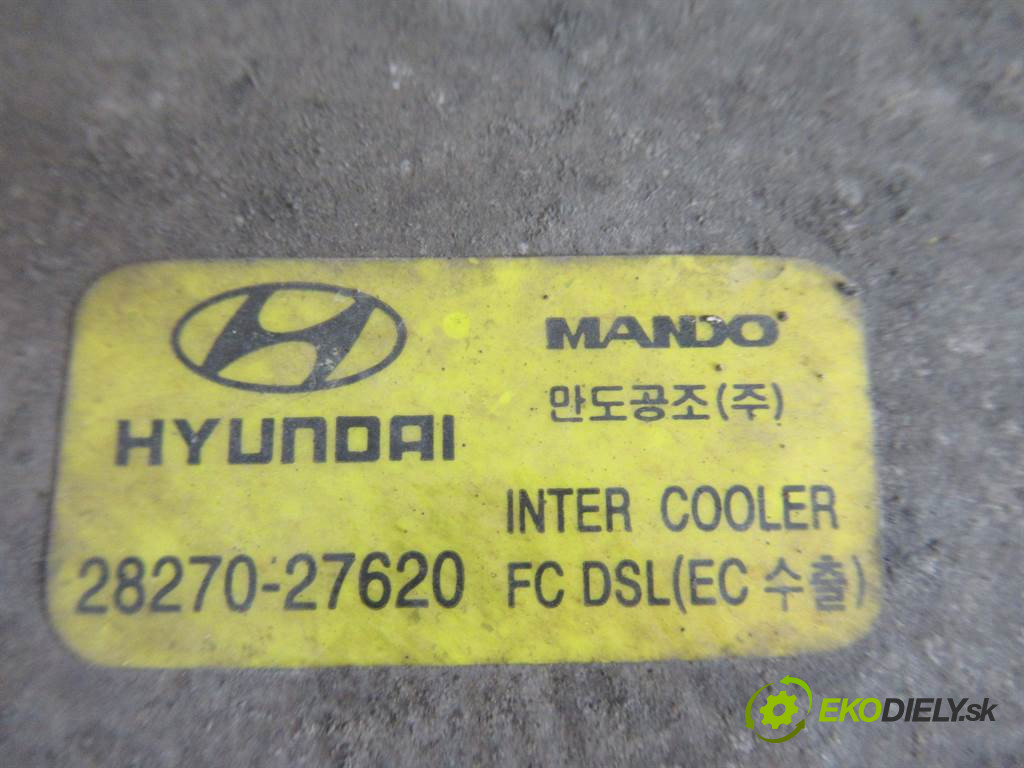 HYUNDAI
28270-27620
MANDO
만도공조(주)
INTER COOLER
FC DSL(EC 수출)
EKODIELY.sk